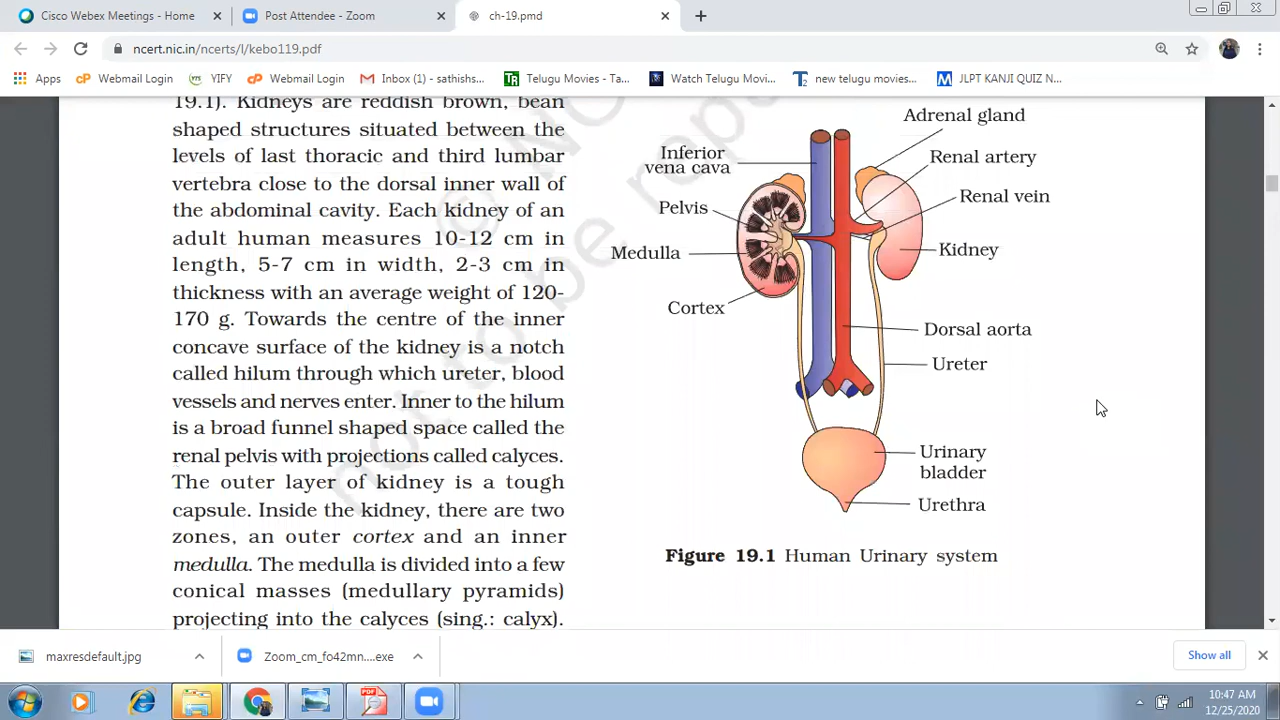 Cisco Webex Meetings - Home
Post Attendee - Zoom
ch-19.pmd
ncert.nic.in/ncerts/l/kebo119.pdf
Apps
Webmail Login
YIFY
Webmail Login
Inbox (1) - sathishs...
Telugu Movies - Ta...
Watch Telugu Movi...
new telugu movies...
JLPT KANJI QUIZ N...
19.1). Kidneys are reddish brown, bean
shaped structures situated between the
levels of last thoracic and third lumbar
vertebra close to the dorsal inner wall of
the abdominal cavity. Each kidney of an
adult human measures 10-12 cm in
length, 5-7 cm in width, 2-3 cm in
thickness with an average weight of 120-
170 g. Towards the centre of the inner
concave surface of the kidney is a notch
called hilum through which ureter, blood
vessels and nerves enter. Inner to the hilum
is a broad funnel shaped space called the
renal pelvis with projections called calyces.
The outer layer of kidney is a tough
capsule. Inside the kidney, there are two
zones, an outer cortex and an inner
medulla. The medulla is divided into a few
conical masses (medullary pyramids)
projecting into the calyces (sing.: calyx).
Adrenal gland
Inferior
vena cava
Renal artery
Pelvis
Renal vein
Medulla
Kidney
Cortex
Dorsal aorta
Ureter
Urinary
bladder
Urethra
Figure 19.1 Human Urinary system
not to be repu
© NC
maxresdefault.jpg
Zoom_cm_fo42mn....exe
Show all
10:47 AM
12/25/2020